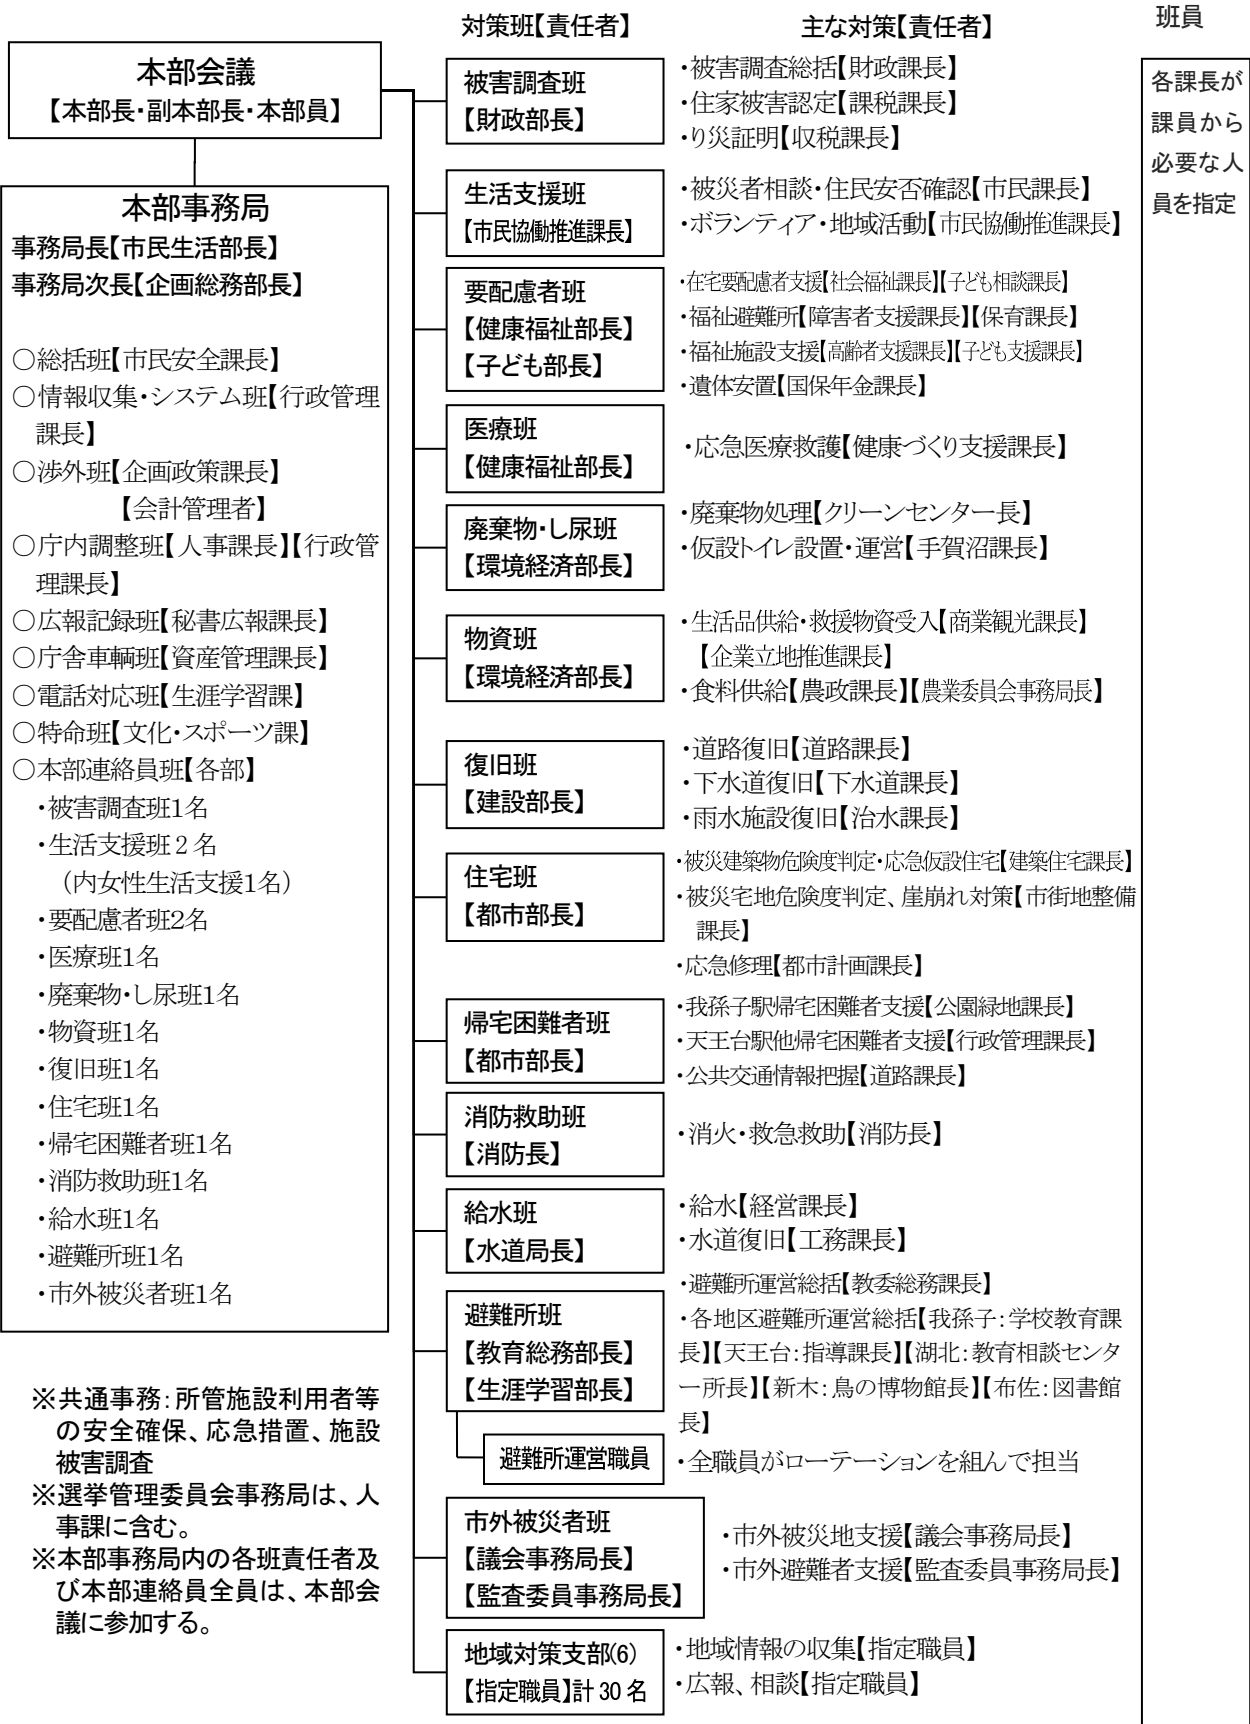 対策班【責任者】
主な対策【責任者】
班員
本部会議
【本部長・副本部長・本部員】
本部事務局
事務局長【市民生活部長】
事務局次長【企画総務部長】
○総括班【市民安全課長】
○情報収集・システム班【行政管理
課長】
○渉外班【企画政策課長】
【会計管理者】
○庁内調整班【人事課長】【行政管
理課長】
○広報記録班【秘書広報課長】
○庁舎車輌班【資産管理課長】
○電話対応班【生涯学習課】
○特命班【文化・スポーツ課】
○本部連絡員班【各部】
・被害調査班1名
・生活支援班２名
（内女性生活支援1名）
・要配慮者班2名
・医療班1名
・廃棄物・し尿班1名
・物資班1名
・復旧班1名
・住宅班1名
・帰宅困難者班1名
・消防救助班1名
・給水班1名
・避難所班1名
・市外被災者班1名
※共通事務：所管施設利用者等
の安全確保、応急措置、施設
被害調査
※選挙管理委員会事務局は、人
事課に含む。
※本部事務局内の各班責任者及
び本部連絡員全員は、本部会
議に参加する。
被害調査班
【財政部長】
・被害調査総括【財政課長】
・住家被害認定【課税課長】
・り災証明【収税課長】
生活支援班
【市民協働推進課長】
・被災者相談・住民安否確認【市民課長】
・ボランティア・地域活動【市民協働推進課長】
要配慮者班
【健康福祉部長】
【子ども部長】
・在宅要配慮者支援【社会福祉課長】【子ども相談課長】
・福祉避難所【障害者支援課長】【保育課長】
・福祉施設支援【高齢者支援課長】【子ども支援課長】
・遺体安置【国保年金課長】
医療班
【健康福祉部長】
・応急医療救護【健康づくり支援課長】
廃棄物・し尿班
【環境経済部長】
・廃棄物処理【クリーンセンター長】
・仮設トイレ設置・運営【手賀沼課長】
物資班
【環境経済部長】
・生活品供給・救援物資受入【商業観光課長】
【企業立地推進課長】
・食料供給【農政課長】【農業委員会事務局長】
復旧班
【建設部長】
・道路復旧【道路課長】
・下水道復旧【下水道課長】
・雨水施設復旧【治水課長】
住宅班
【都市部長】
・被災建築物危険度判定・応急仮設住宅【建築住宅課長】
・被災宅地危険度判定、崖崩れ対策【市街地整備
課長】
・応急修理【都市計画課長】
帰宅困難者班
【都市部長】
・我孫子駅帰宅困難者支援【公園緑地課長】
・天王台駅他帰宅困難者支援【行政管理課長】
・公共交通情報把握【道路課長】
消防救助班
【消防長】
・消火・救急救助【消防長】
給水班
【水道局長】
・給水【経営課長】
・水道復旧【工務課長】
避難所班
【教育総務部長】
【生涯学習部長】
・避難所運営総括【教委総務課長】
・各地区避難所運営総括【我孫子：学校教育課
長】【天王台：指導課長】【湖北：教育相談センタ
ー所長】【新木：鳥の博物館長】【布佐：図書館
長】
避難所運営職員
・全職員がローテーションを組んで担当
市外被災者班
【議会事務局長】
【監査委員事務局長】
・市外被災地支援【議会事務局長】
・市外避難者支援【監査委員事務局長】
地域対策支部(6)
【指定職員】計30名
・地域情報の収集【指定職員】
・広報、相談【指定職員】
各課長が
課員から
必要な人
員を指定